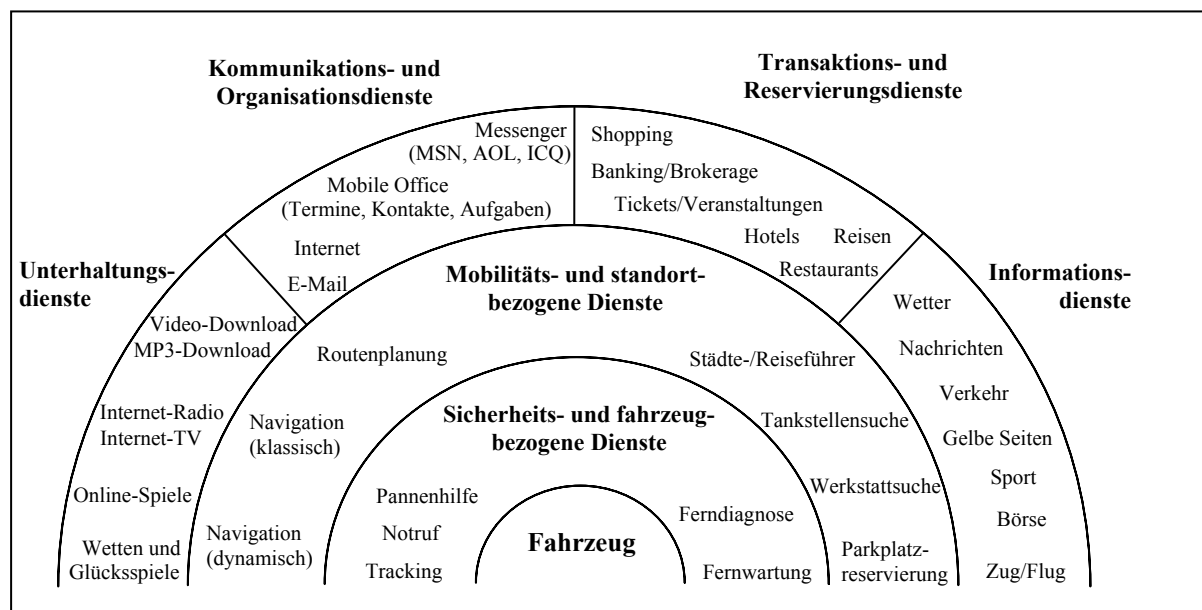 Kommunikations- und
Organisationsdienste
Transaktions- und
Reservierungsdienste
Messenger
(MSN, AOL, ICQ)
Mobile Office
(Termine, Kontakte, Aufgaben)
Internet
E-Mail
Shopping
Banking/Brokerage
Tickets/Veranstaltungen
Hotels
Reisen
Restaurants
Unterhaltungs-
dienste
Video-Download
MP3-Download
Internet-Radio
Internet-TV
Online-Spiele
Wetten und
Glücksspiele
Informations-
dienste
Wetter
Nachrichten
Verkehr
Gelbe Seiten
Sport
Börse
Zug/Flug
Mobilitäts- und standort-
bezogene Dienste
Routenplanung
Navigation
(klassisch)
Navigation
(dynamisch)
Städte-/Reiseführer
Tankstellensuche
Werkstattsuche
Parkplatz-
reservierung
Sicherheits- und fahrzeug-
bezogene Dienste
Pannenhilfe
Notruf
Tracking
Ferndiagnose
Fernwartung
Fahrzeug